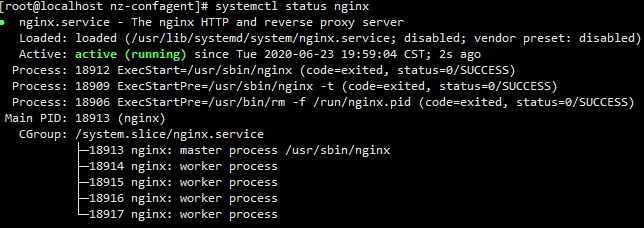 [root@localhost nz-confagent]# systemctl status nginx
● nginx.service - The nginx HTTP and reverse proxy server
Loaded: loaded (/usr/lib/systemd/system/nginx.service; disabled; vendor preset: disabled)
Active: active (running) since Tue 2020-06-23 19:59:04 CST; 2s ago
Process: 18912 ExecStart=/usr/sbin/nginx (code=exited, status=0/SUCCESS)
Process: 18909 ExecStartPre=/usr/sbin/nginx -t (code=exited, status=0/SUCCESS)
Process: 18906 ExecStartPre=/usr/bin/rm -f /run/nginx.pid (code=exited, status=0/SUCCESS)
Main PID: 18913 (nginx)
CGroup: /system.slice/nginx.service
├─18913 nginx: master process /usr/sbin/nginx
├─18914 nginx: worker process
├─18915 nginx: worker process
├─18916 nginx: worker process
└─18917 nginx: worker process